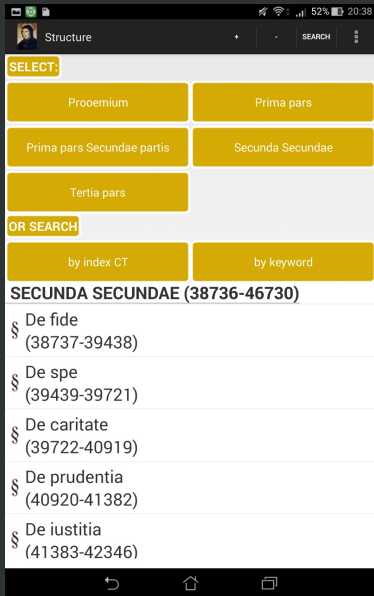 52% 20:38
Structure + - SEARCH
SELECT:
Prooemium Prima pars
Prima pars Secundae partis Secunda Secundae
Tertia pars
OR SEARCH
by index CT by keyword
SECUNDA SECUNDAE (38736-46730)
§ De fide
(38737-39438)
§ De spe
(39439-39721)
§ De caritate
(39722-40919)
§ De prudentia
(40920-41382)
§ De iustitia
(41383-42346)